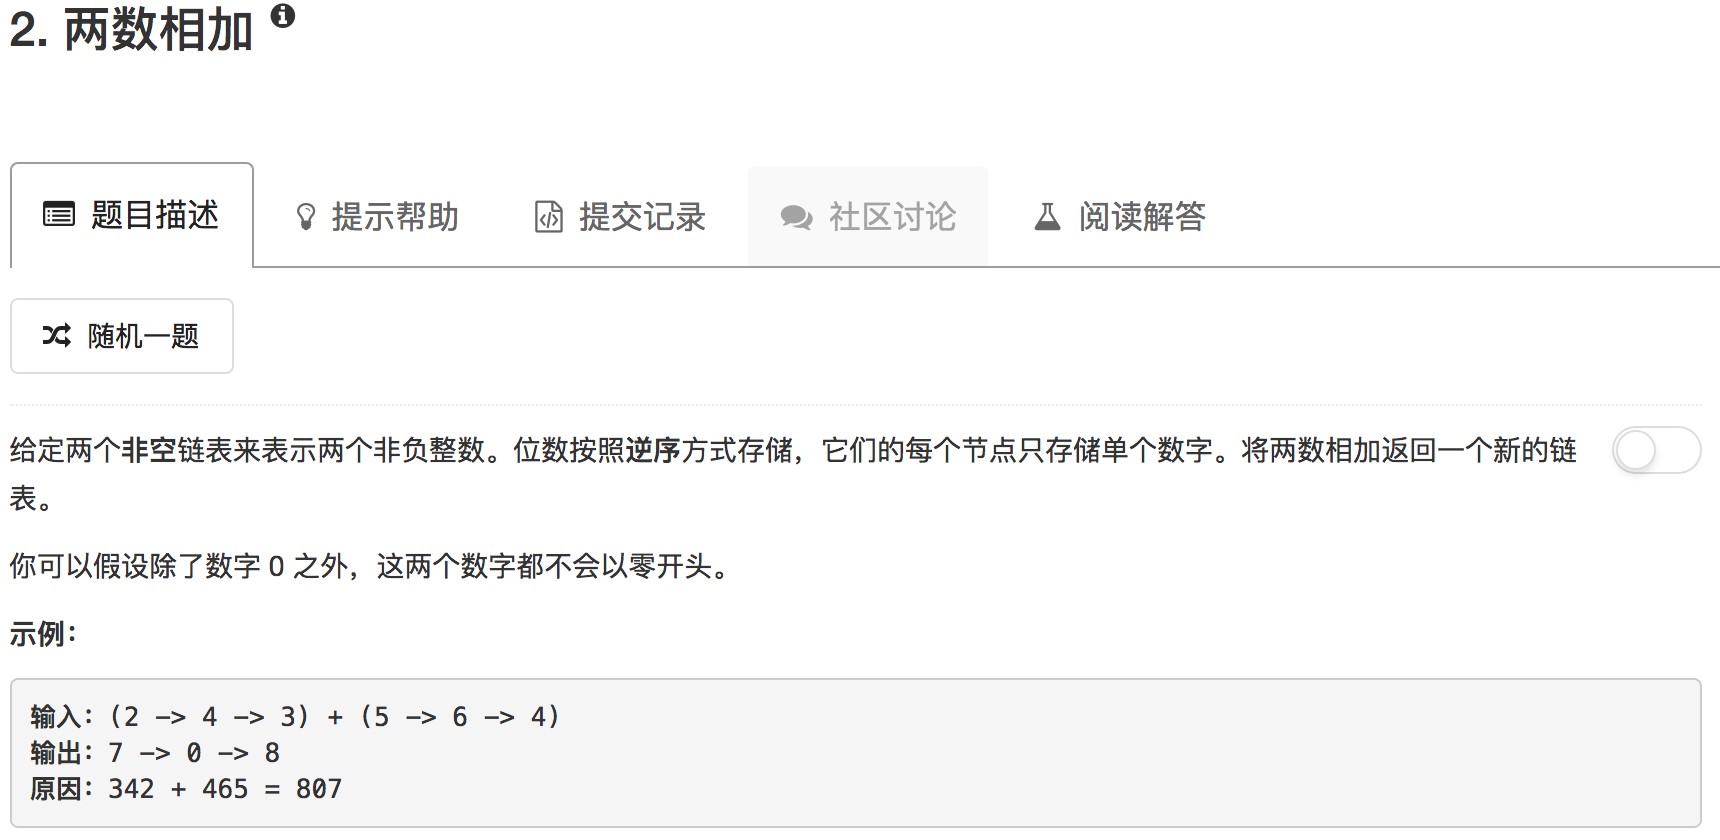 2. 两数相加
题目描述 提示帮助 提交记录 社区讨论 阅读解答
随机一题
给定两个非空链表来表示两个非负整数。位数按照逆序方式存储，它们的每个节点只存储单个数字。将两数相加返回一个新的链
表。
你可以假设除了数字 0 之外，这两个数字都不会以零开头。
示例：
输入：(2 -> 4 -> 3) + (5 -> 6 -> 4)
输出：7 -> 0 -> 8
原因：342 + 465 = 807